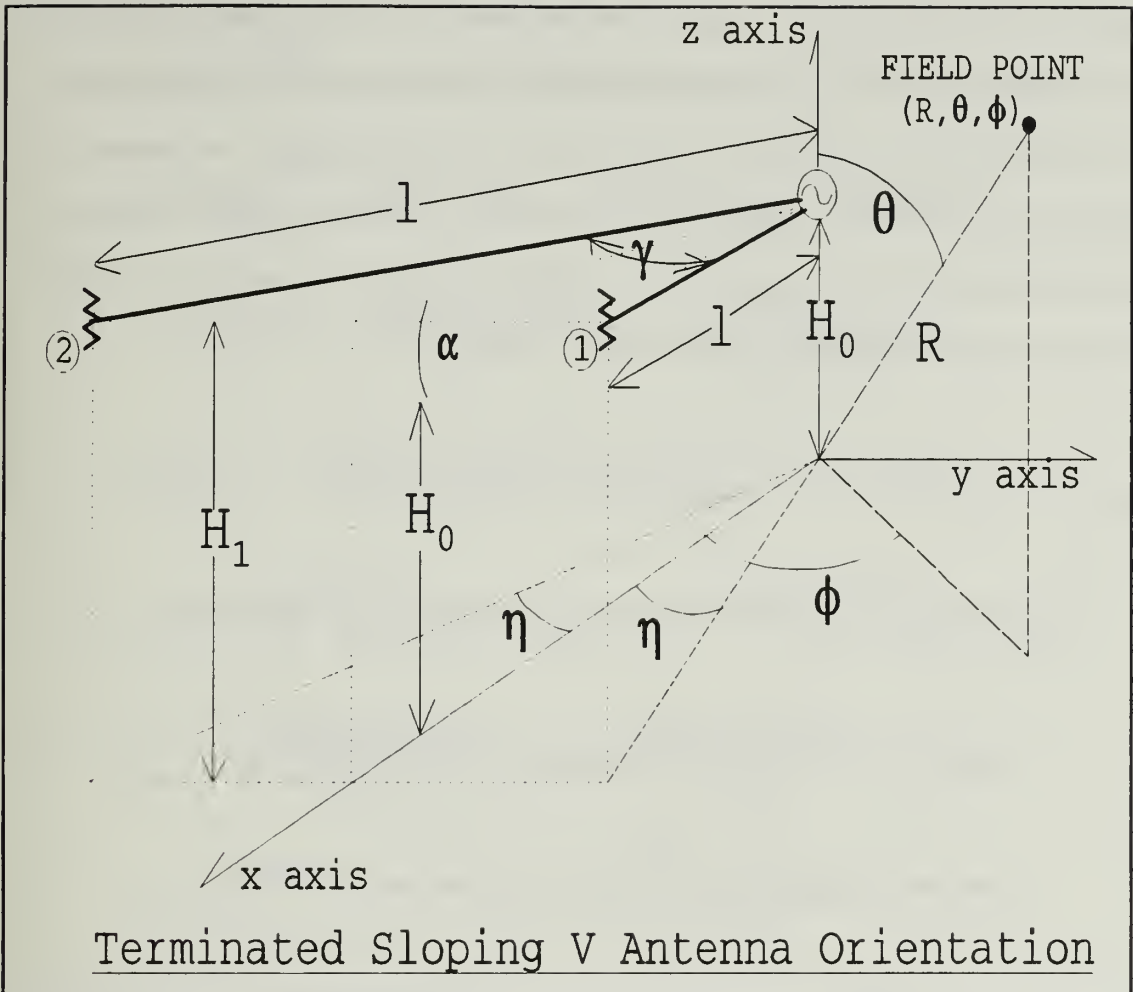 z axis
FIELD POINT
(R,θ,ϕ)
l
θ
γ
②
α
①
l
H₀
R
y axis
H₁
H₀
η
η
ϕ
x axis
Terminated Sloping V Antenna Orientation